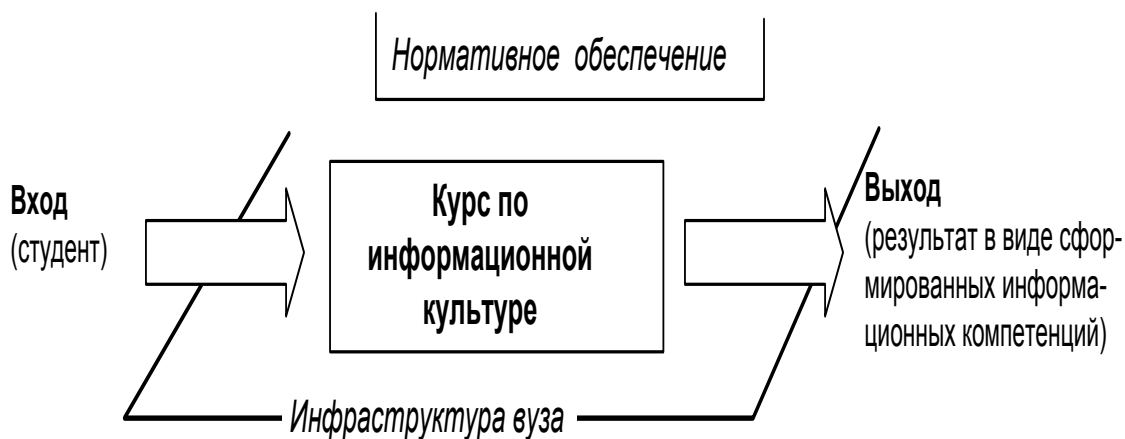 Нормативное обеспечение
Вход
(студент)
Курс по
информационной
культуре
Выход
(результат в виде сфор-
мированных информа-
ционных компетенций)
Инфраструктура вуза